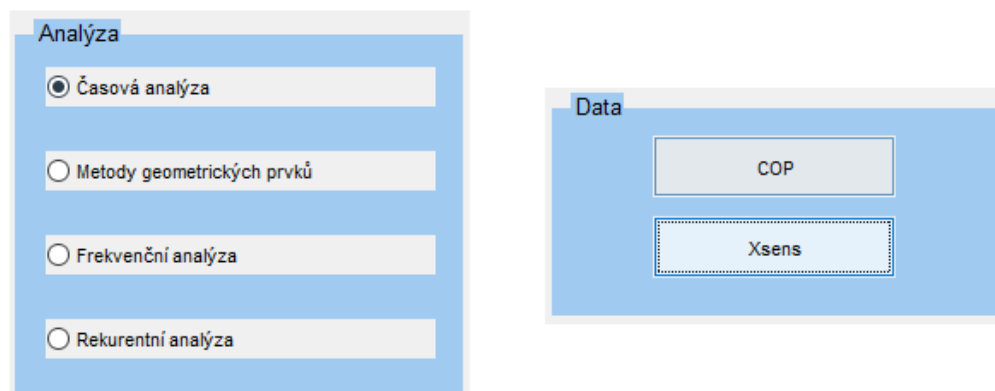 Analýza
Časová analýza
Metody geometrických prvků
Frekvenční analýza
Rekurentní analýza
Data
COP
Xsens